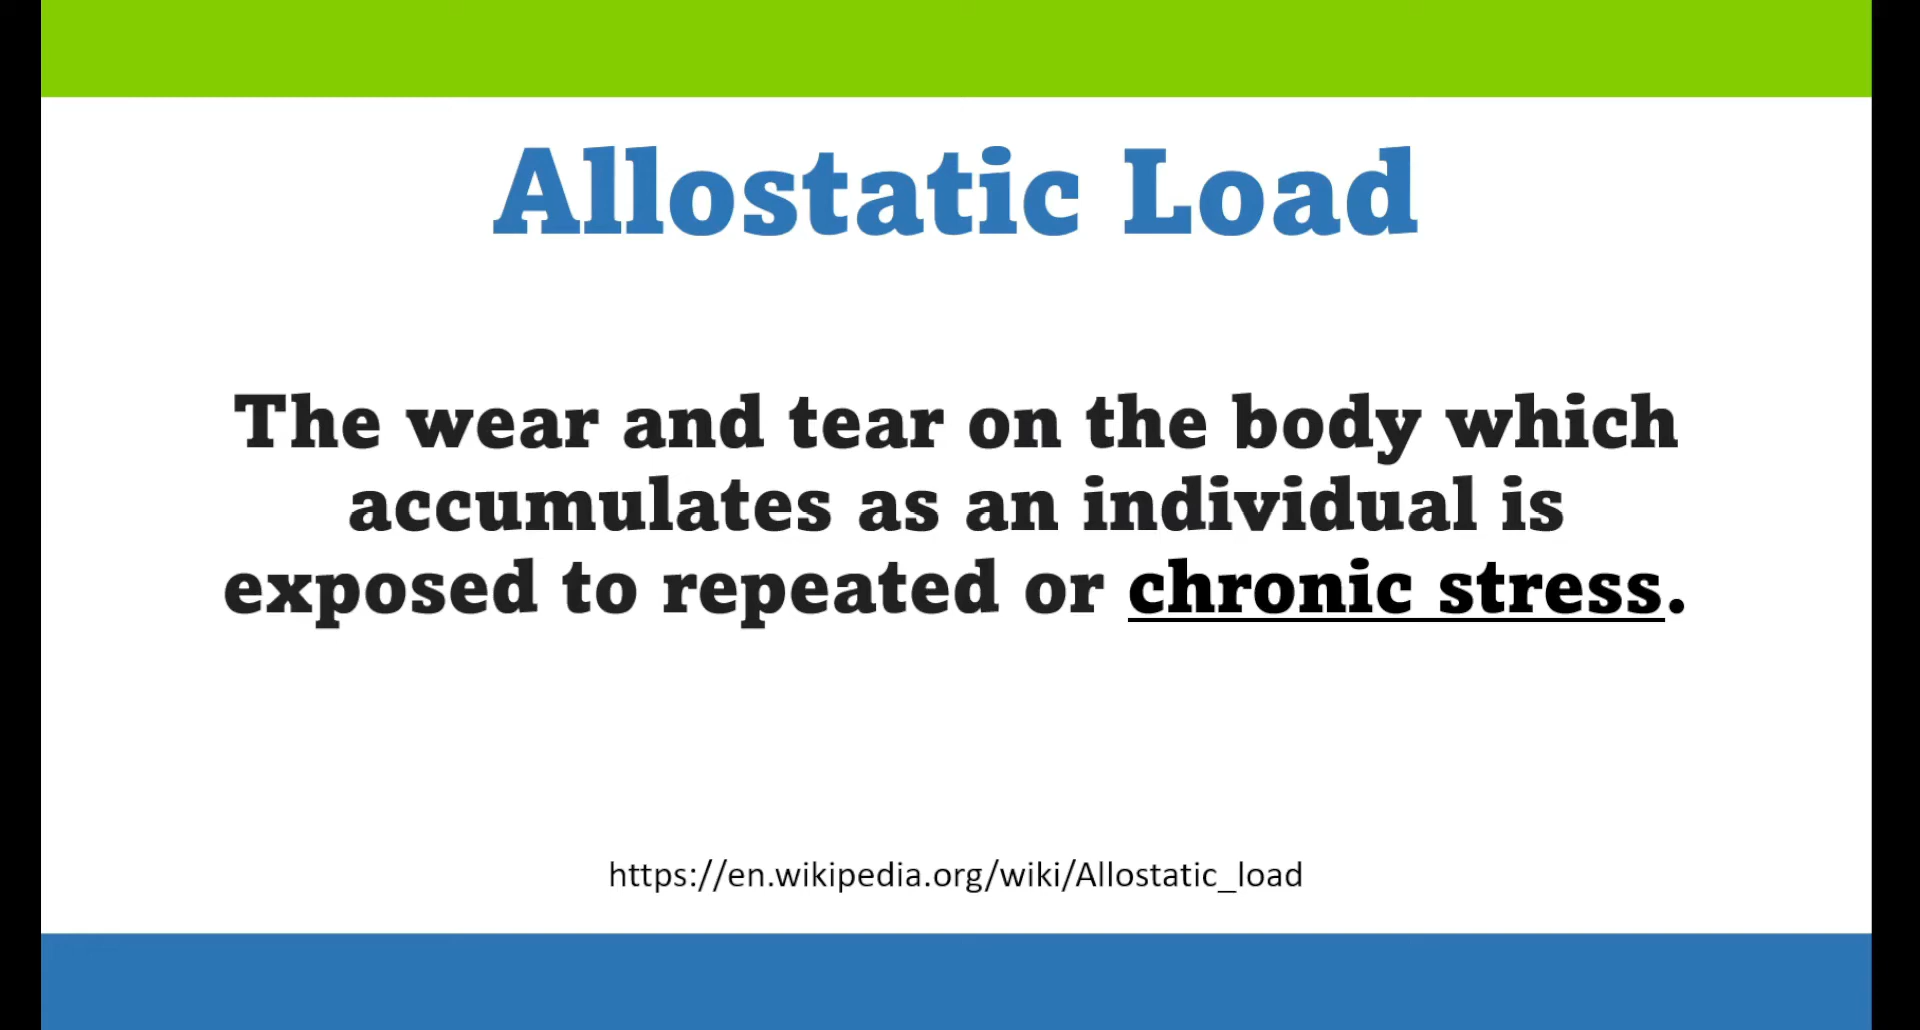 Allostatic Load
The wear and tear on the body which
accumulates as an individual is
exposed to repeated or chronic stress.
https://en.wikipedia.org/wiki/Allostatic_load